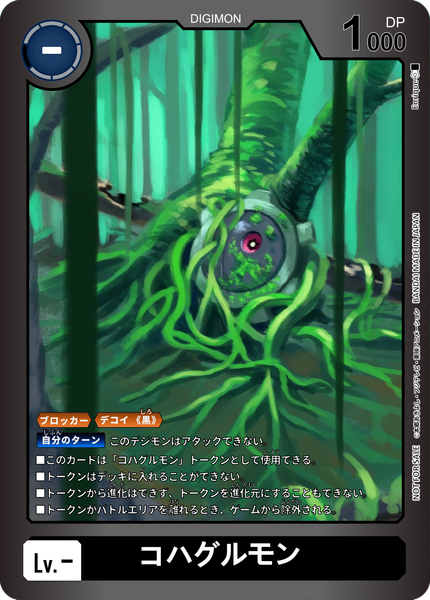 DIGIMON
-
1000
DP
ブロッカー デコイ《黒》
しろ
じぶん
自分のターン このデジモンはアタックできない。
■このカードは「コハグルモン」トークンとして使用できる。
■トークンはデッキに入れることができない。
■トークンから進化はできず、トークンを進化元にすることもできない。
■トークンがバトルエリアを離れるとき、ゲームから除外される。
Lv.-
コハグルモン
BANDAI MADE IN JAPAN
NOT FOR SALE